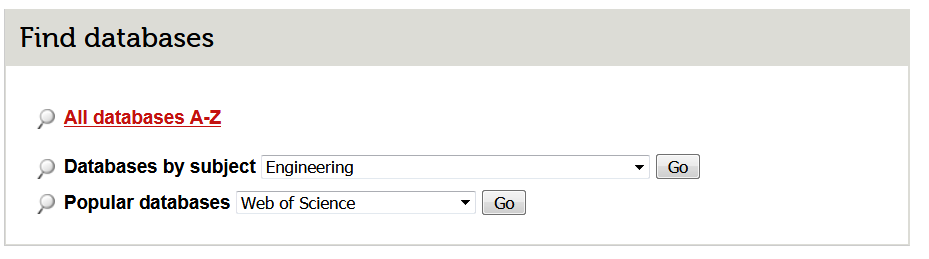 Find databases
All databases A-Z
Databases by subject Engineering Go
Popular databases Web of Science Go